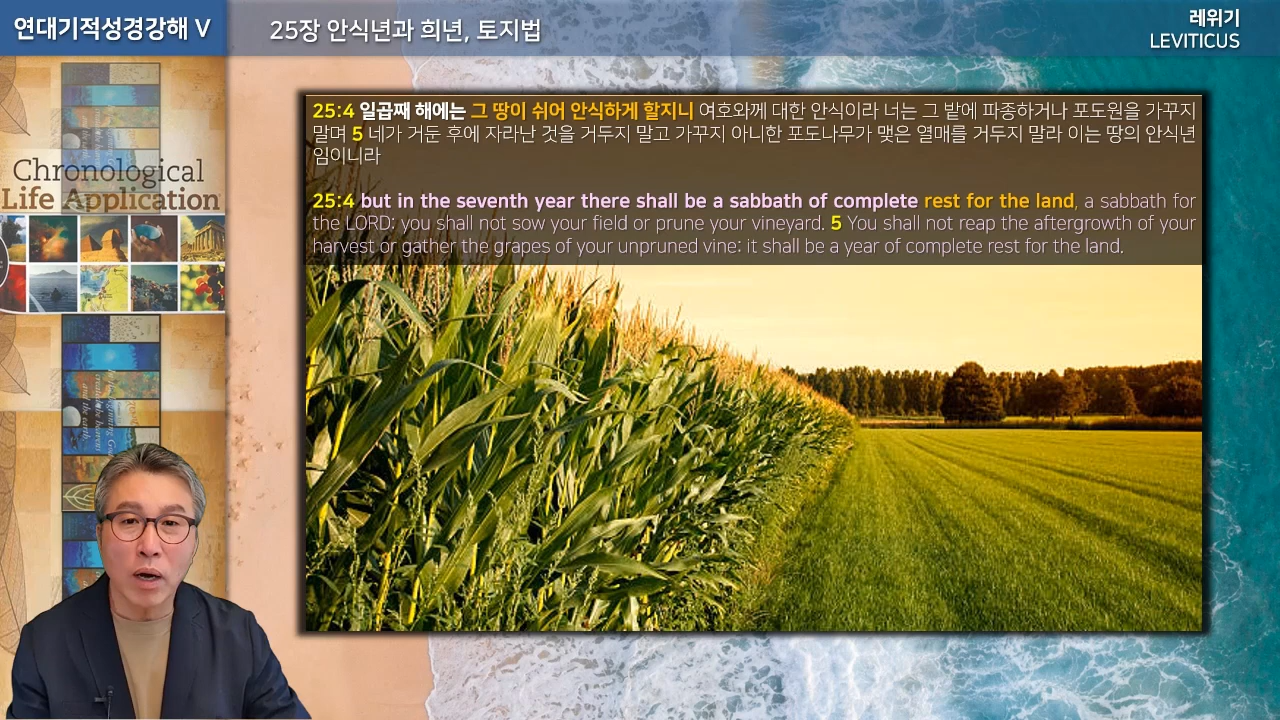 연대기적성경강해 V
25장 안식년과 희년, 토지법
레위기
LEVITICUS
25:4 일곱째 해에는 그 땅이 쉬어 안식하게 할지니 여호와께 대한 안식이라 너는 그 밭에 파종하거나 포도원을 가꾸지
말며 5 네가 거둔 후에 자라난 것을 거두지 말고 가꾸지 아니한 포도나무가 맺은 열매를 거두지 말라 이는 땅의 안식년
임이니라
25:4 but in the seventh year there shall be a sabbath of complete rest for the land, a sabbath for
the LORD: you shall not sow your field or prune your vineyard. 5 You shall not reap the aftergrowth of your
harvest or gather the grapes of your unpruned vine: it shall be a year of complete rest for the land.
Chronological
Life Application